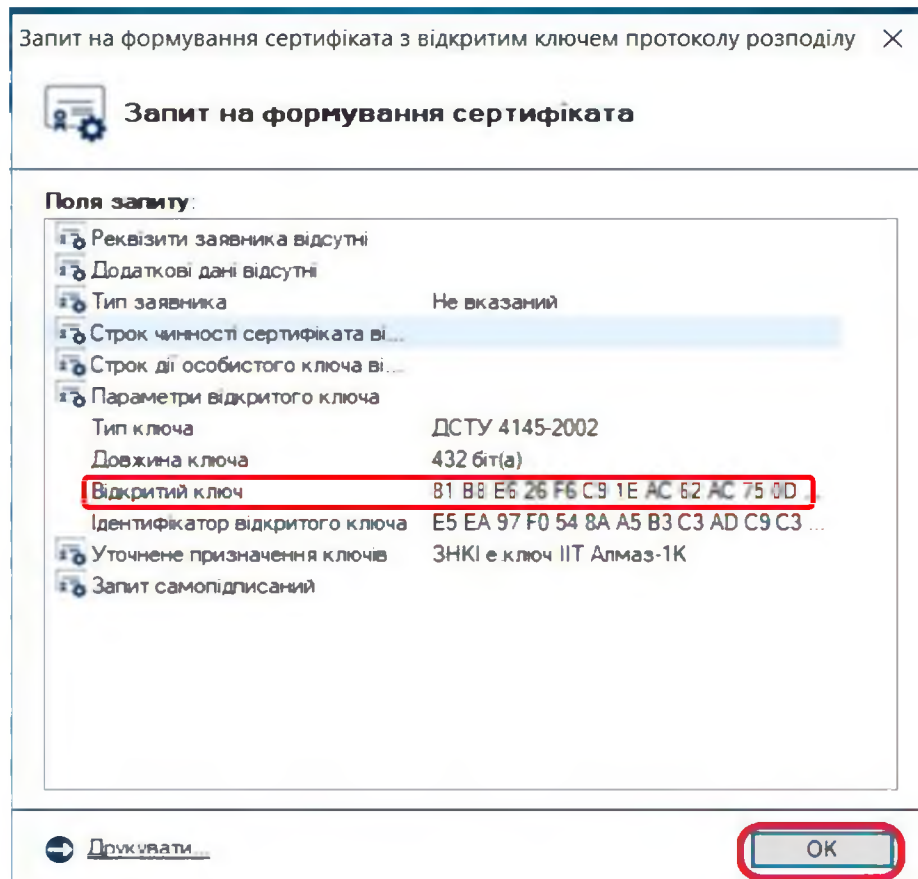 Запит на формування сертифіката з відкритим ключем протоколу розподілу
Запит на формування сертифіката
Поля запиту:
Реквізити заявника відсутні
Додаткові дані відсутні
Тип заявника Не вказаний
Строк чинності сертифіката ві...
Строк дії особистого ключа ві...
Параметри відкритого ключа
Тип ключа ДСТУ 4145-2002
Довжина ключа 432 біт(а)
Відкритий ключ 81 B8 E6 26 F6 C9 1E AC 62 AC 75 0D ...
Ідентифікатор відкритого ключа E5 EA 97 F0 54 8A A5 B3 C3 AD C9 C3 ...
Уточнене призначення ключів ЗНКІ е.ключ ІІТ Алмаз-1К
Запит самопідписаний
Друкувати...
OK